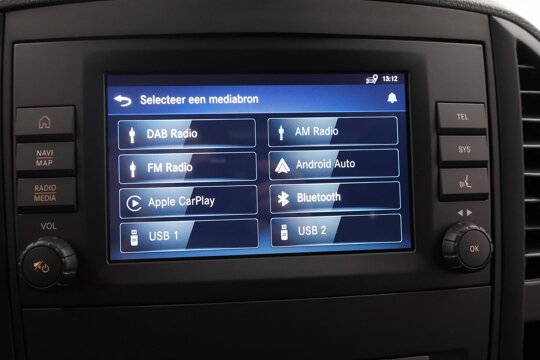 13:12
Selecteer een mediabron
DAB Radio
AM Radio
FM Radio
Android Auto
Apple CarPlay
Bluetooth
USB 1
USB 2
NAVI
MAP
RADIO
MEDIA
VOL
TEL
SYS
OK